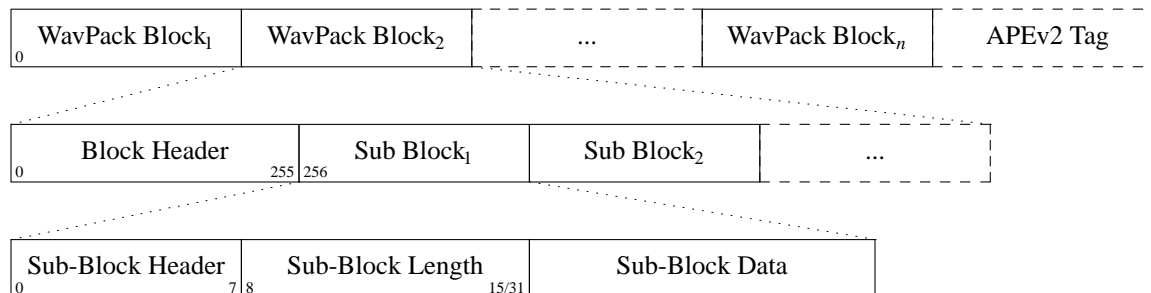 WavPack Block₁ WavPack Block₂ ... WavPack Blockₙ APEv2 Tag
0
Block Header Sub Block₁ Sub Block₂ ...
0 255 256
Sub-Block Header Sub-Block Length Sub-Block Data
0 7 8 15/31